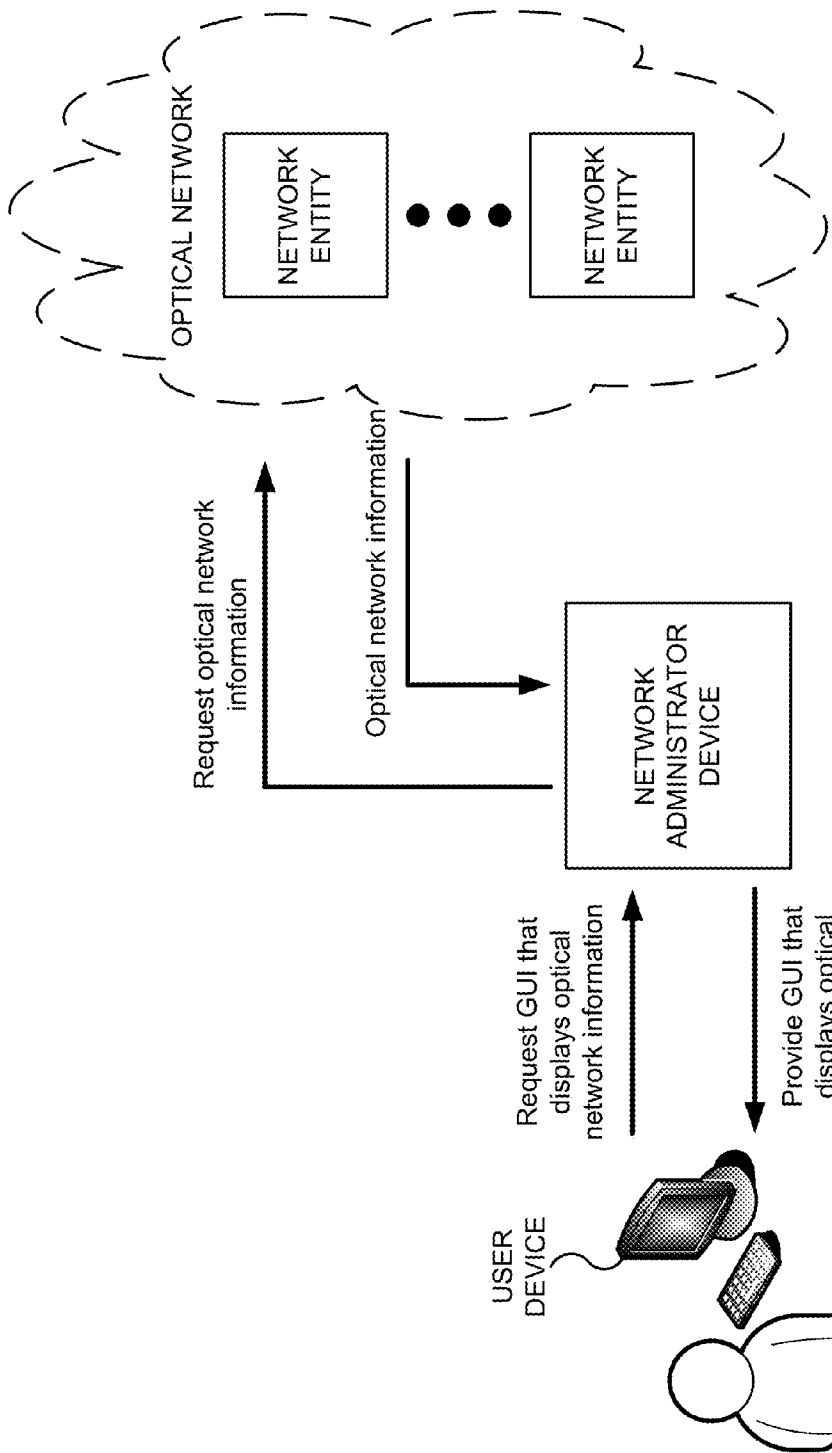 OPTICAL NETWORK
NETWORK
ENTITY
NETWORK
ENTITY
Request optical network
information
Optical network information
NETWORK
ADMINISTRATOR
DEVICE
Request GUI that
displays optical
network information
Provide GUI that
displays optical
USER
DEVICE